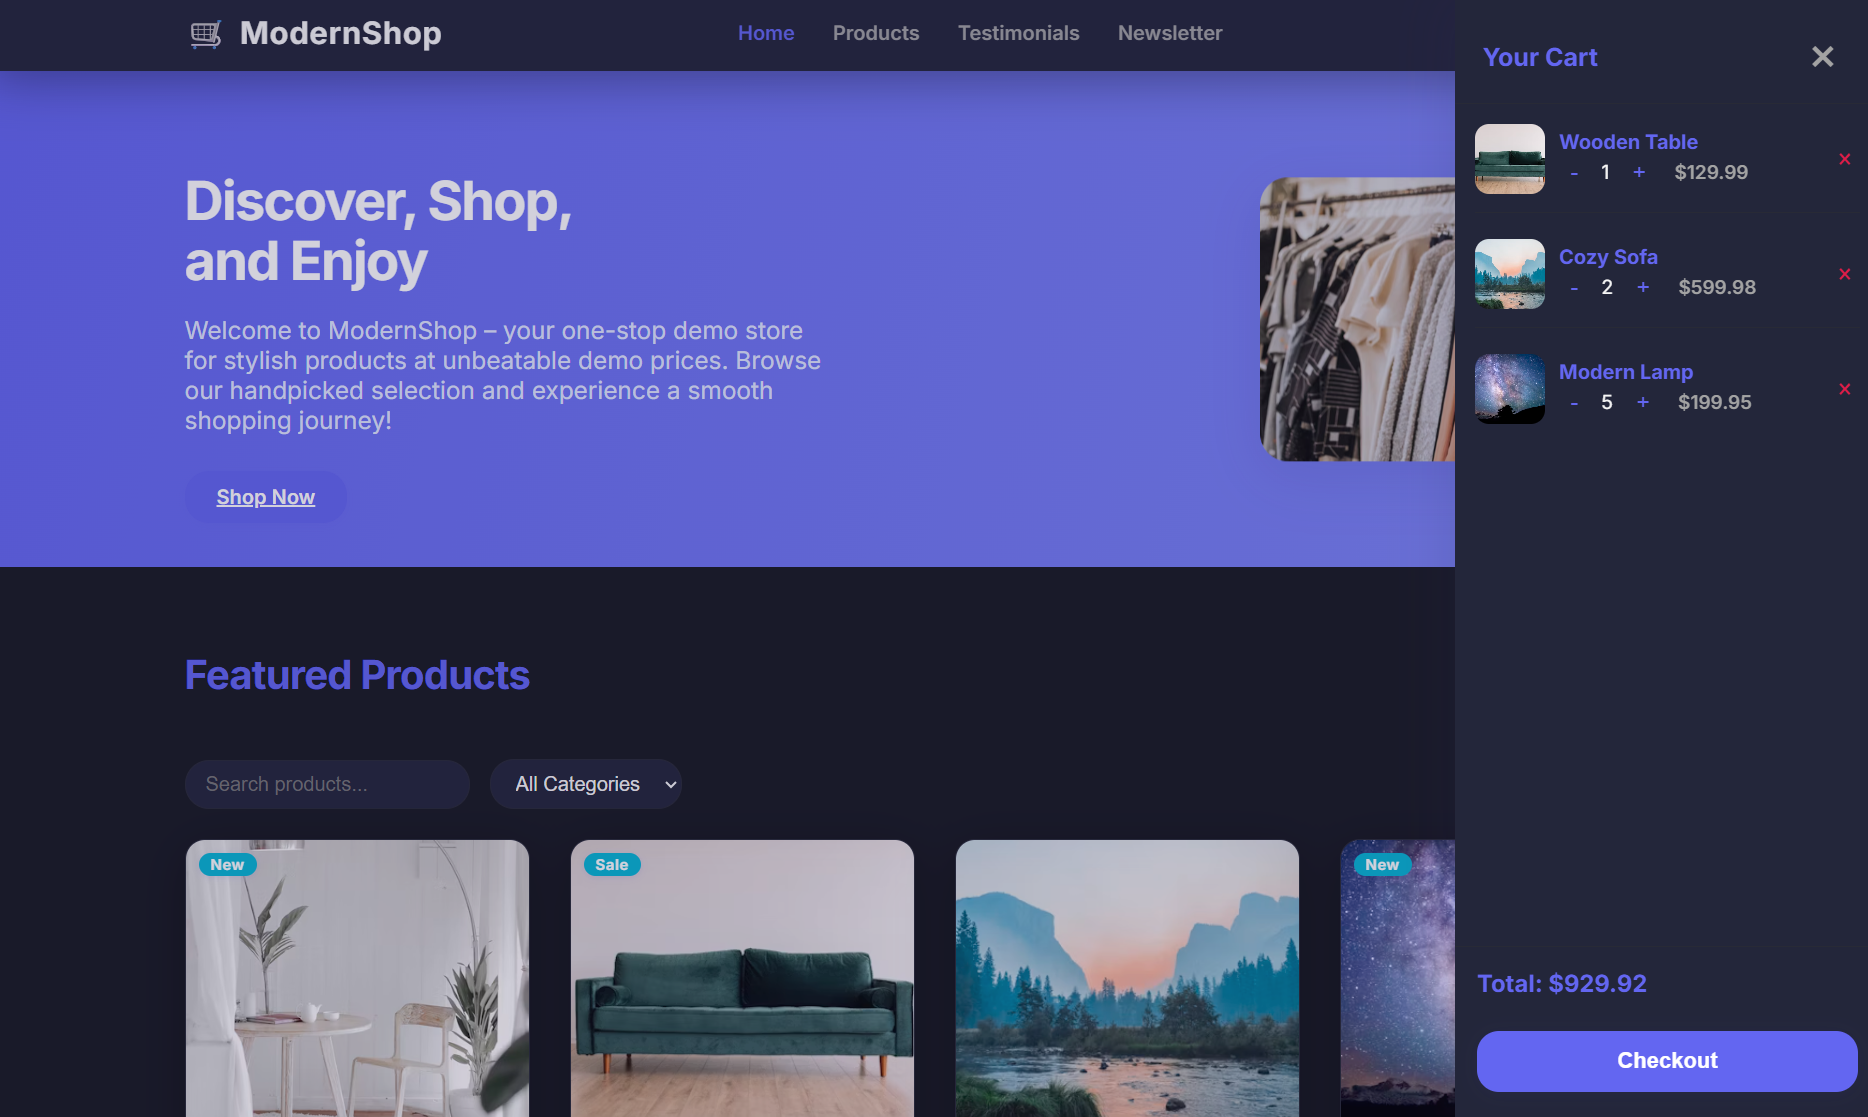 ModernShop
Home
Products
Testimonials
Newsletter
Discover, Shop,
and Enjoy
Welcome to ModernShop – your one-stop demo store
for stylish products at unbeatable demo prices. Browse
our handpicked selection and experience a smooth
shopping journey!
Shop Now
Featured Products
Search products...
All Categories
New
Sale
New
Your Cart
✕
Wooden Table
- 1 + $129.99
×
Cozy Sofa
- 2 + $599.98
×
Modern Lamp
- 5 + $199.95
×
Total: $929.92
Checkout